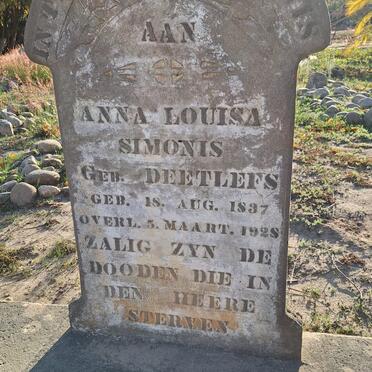 AAN
ANNA LOUISA
SIMONIS
GEB. DEETLEFS
GEB. 18. AUG. 1837
OVERL. 5. MAART. 1928
ZALIG ZYN DE
DOODEN DIE IN
DEN HEERE
STERVEN